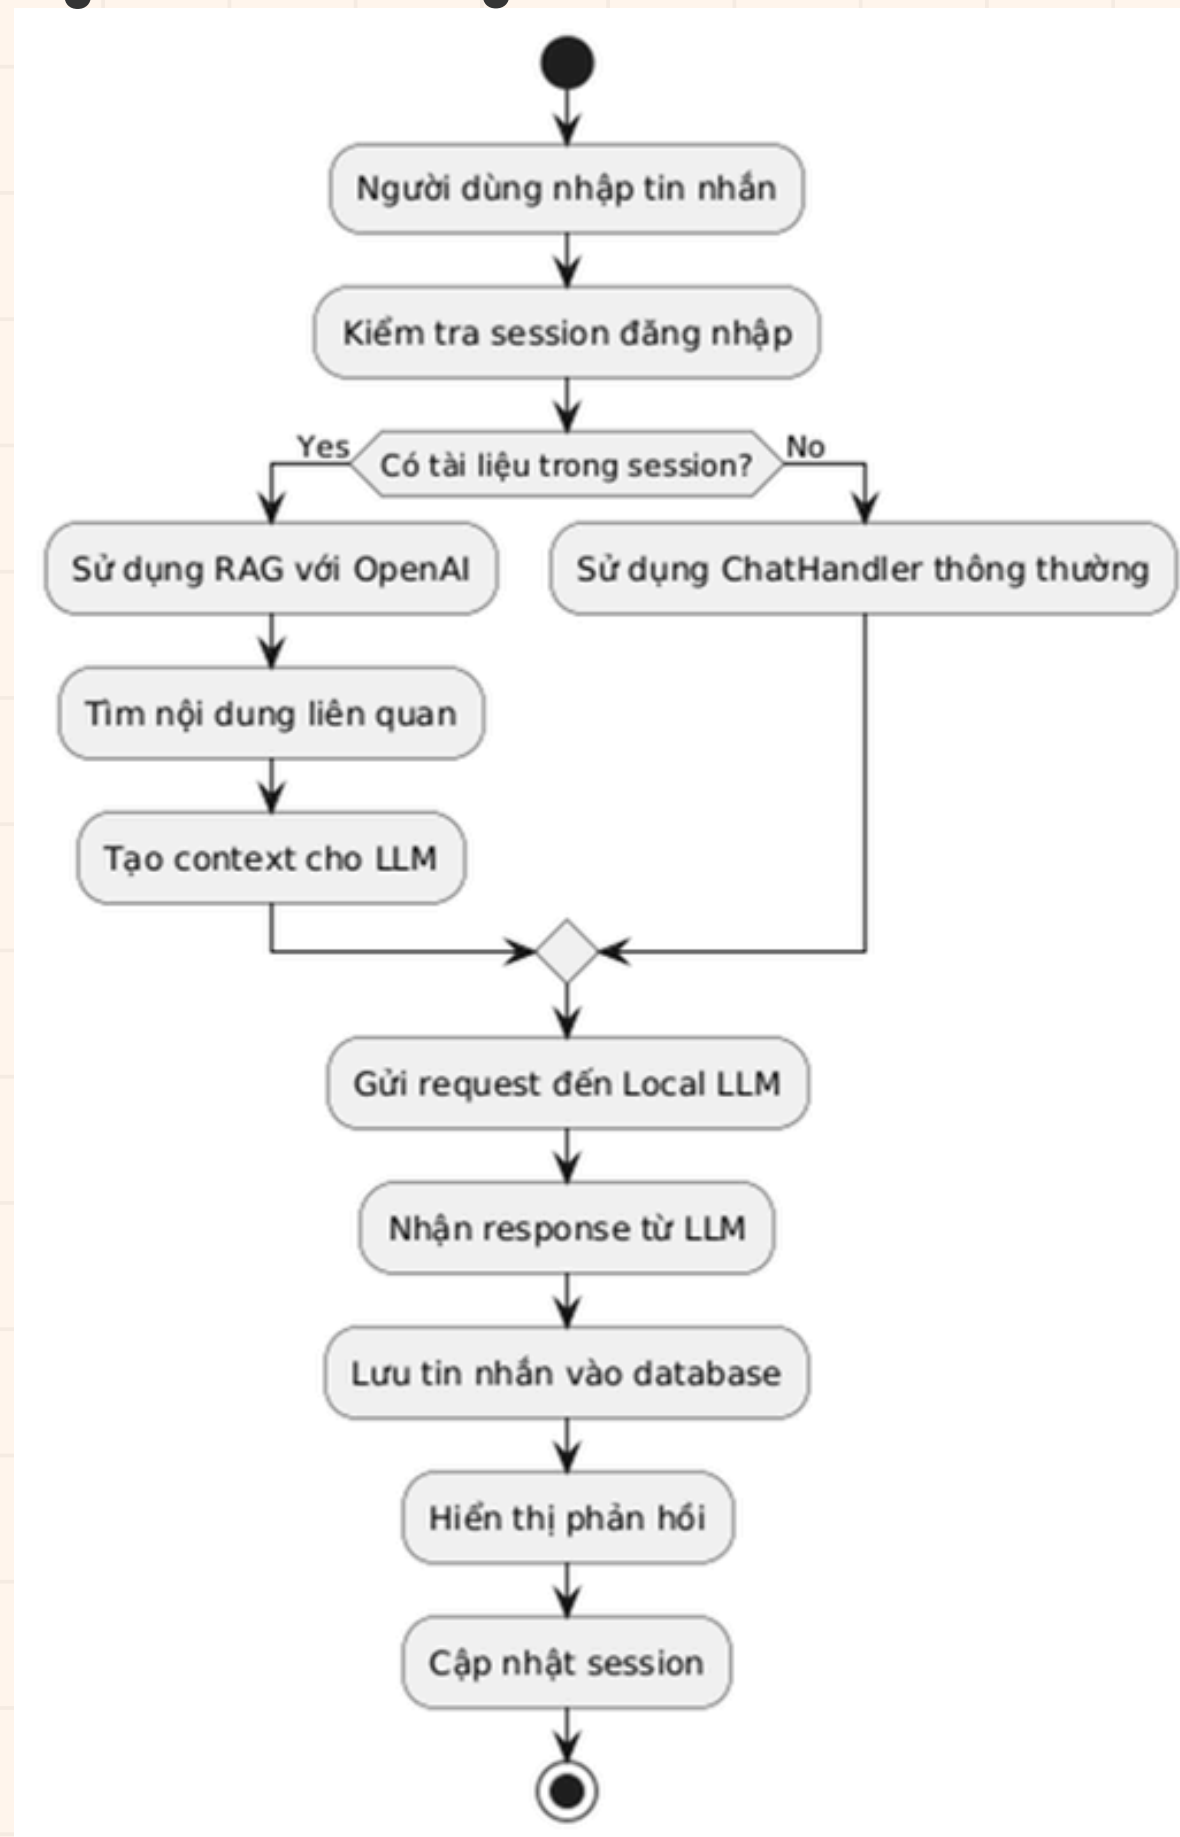 Người dùng nhập tin nhắn
Kiểm tra session đăng nhập
Yes
Có tài liệu trong session?
No
Sử dụng RAG với OpenAI
Sử dụng ChatHandler thông thường
Tìm nội dung liên quan
Tạo context cho LLM
Gửi request đến Local LLM
Nhận response từ LLM
Lưu tin nhắn vào database
Hiển thị phản hồi
Cập nhật session